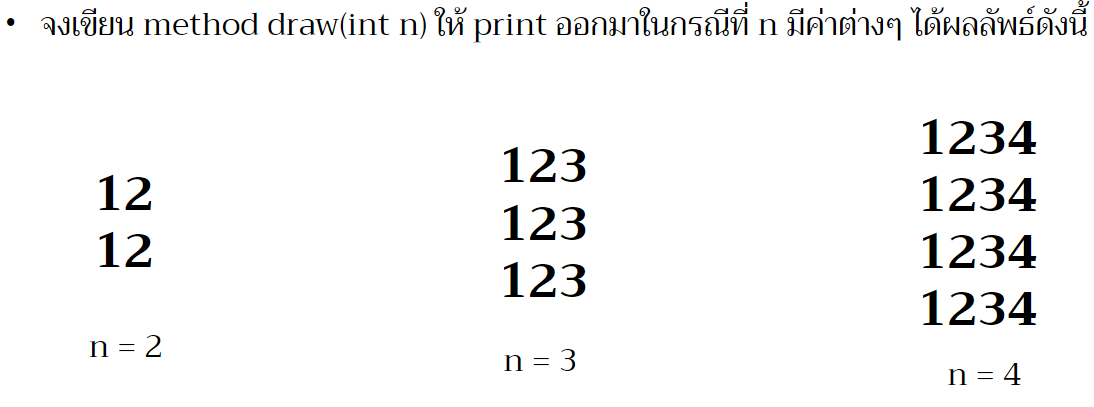 • จงเขียน method draw(int n) ให้ print ออกมาในกรณีที่ n มีค่าต่างๆ ได้ผลลัพธ์ดังนี้
12
12
n = 2
123
123
123
n = 3
1234
1234
1234
1234
n = 4